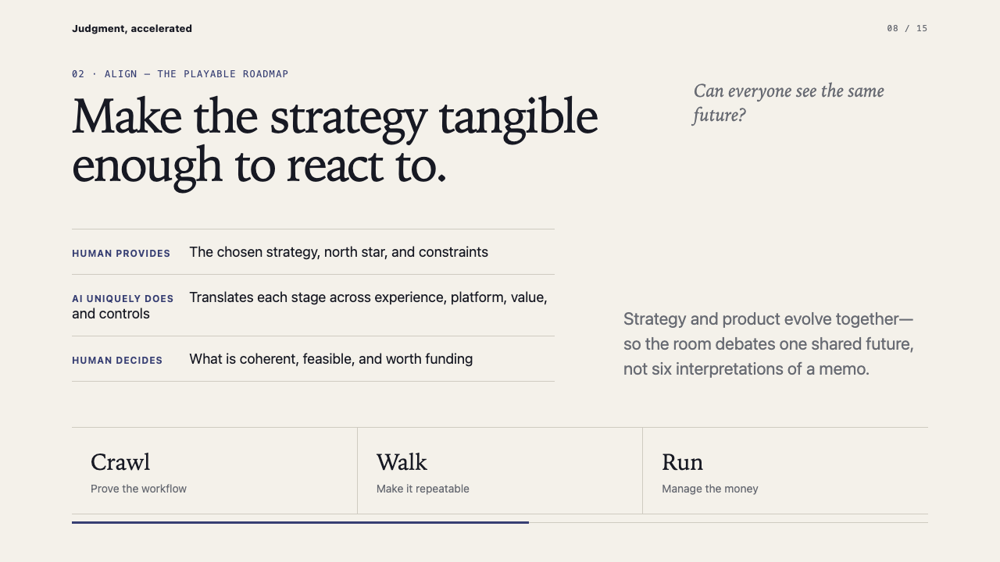 Judgment, accelerated
08 / 15
02 · ALIGN — THE PLAYABLE ROADMAP
Make the strategy tangible
enough to react to.
Can everyone see the same
future?
HUMAN PROVIDES The chosen strategy, north star, and constraints
AI UNIQUELY DOES Translates each stage across experience, platform, value,
and controls
HUMAN DECIDES What is coherent, feasible, and worth funding
Strategy and product evolve together—
so the room debates one shared future,
not six interpretations of a memo.
Crawl
Prove the workflow
Walk
Make it repeatable
Run
Manage the money